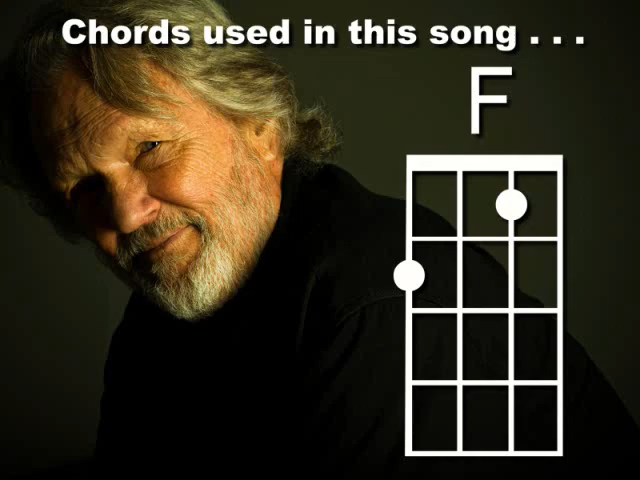 Chords used in this song . . .
F